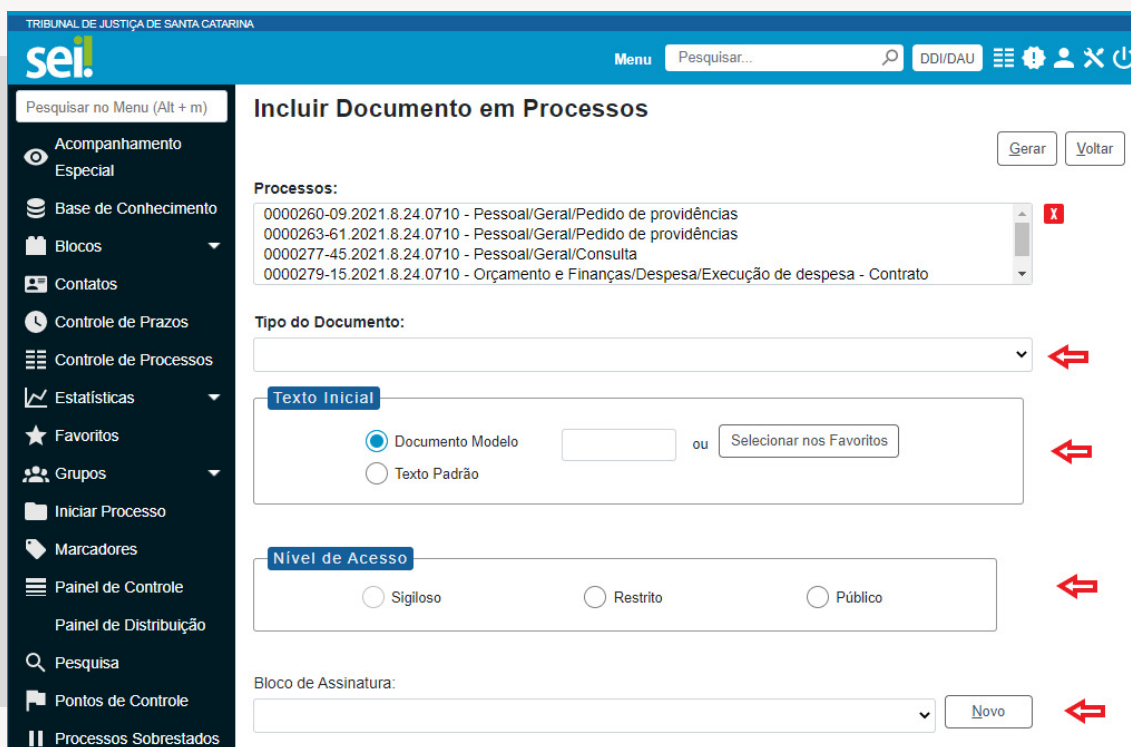 TRIBUNAL DE JUSTIÇA DE SANTA CATARINA
sei!
Menu
Pesquisar...
DDI/DAU
Pesquisar no Menu (Alt + m)
Acompanhamento
Especial
Base de Conhecimento
Blocos
Contatos
Controle de Prazos
Controle de Processos
Estatísticas
Favoritos
Grupos
Iniciar Processo
Marcadores
Painel de Controle
Painel de Distribuição
Pesquisa
Pontos de Controle
Processos Sobrestados
Incluir Documento em Processos
Gerar
Voltar
Processos:
0000260-09.2021.8.24.0710 - Pessoal/Geral/Pedido de providências
0000263-61.2021.8.24.0710 - Pessoal/Geral/Pedido de providências
0000277-45.2021.8.24.0710 - Pessoal/Geral/Consulta
0000279-15.2021.8.24.0710 - Orçamento e Finanças/Despesa/Execução de despesa - Contrato
X
Tipo do Documento:
Texto Inicial
Documento Modelo
ou
Selecionar nos Favoritos
Texto Padrão
Nível de Acesso
Sigiloso
Restrito
Público
Bloco de Assinatura:
Novo